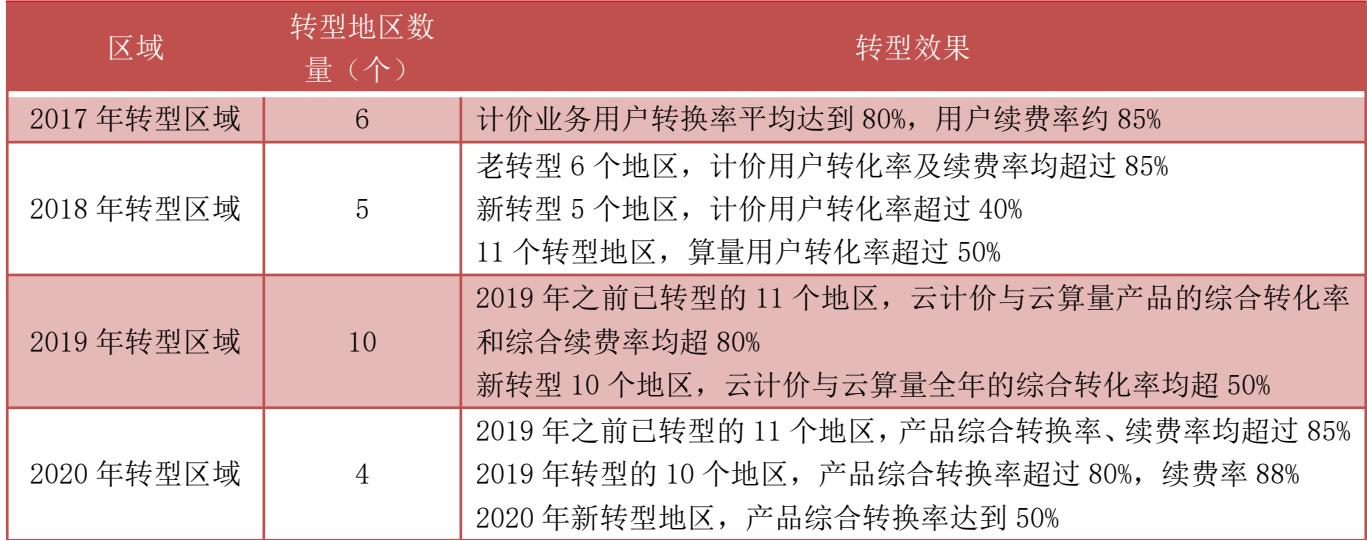 区域
转型地区数
量（个）
转型效果
2017 年转型区域
6
计价业务用户转换率平均达到 80%，用户续费率约 85%
2018 年转型区域
5
老转型 6 个地区，计价用户转化率及续费率均超过 85%
新转型 5 个地区，计价用户转化率超过 40%
11 个转型地区，算量用户转化率超过 50%
2019 年转型区域
10
2019 年之前已转型的 11 个地区，云计价与云算量产品的综合转化率
和综合续费率均超 80%
新转型 10 个地区，云计价与云算量全年的综合转化率均超 50%
2020 年转型区域
4
2019 年之前已转型的 11 个地区，产品综合转换率、续费率均超过 85%
2019 年转型的 10 个地区，产品综合转换率超过 80%，续费率 88%
2020 年新转型地区，产品综合转换率达到 50%